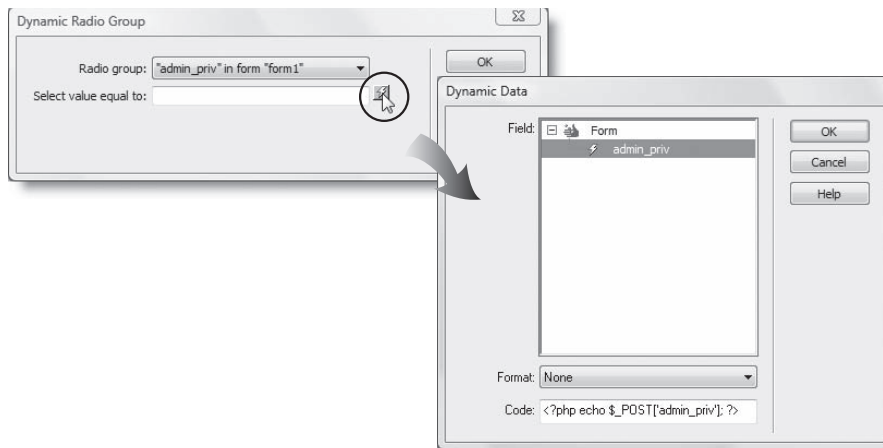 Dynamic Radio Group
Radio group: "admin_priv" in form "form1"
Select value equal to:
OK
Dynamic Data
Field:
Form
admin_priv
OK
Cancel
Help
Format: None
Code: <?php echo $_POST['admin_priv']; ?>